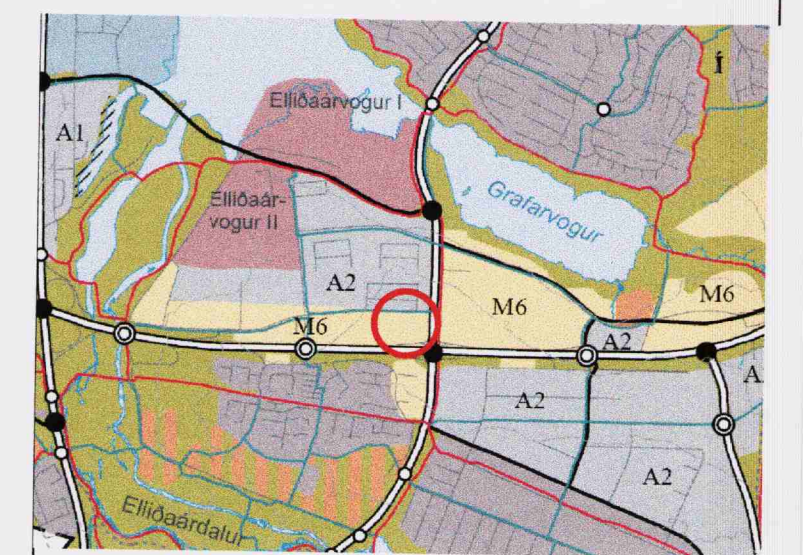 Í
Elliðaárvogur I
A1
Grafarvogur
Elliðaár-
vogur II
A2
M6
M6
M6
A2
A
A2
A2
Elliðaárdalur